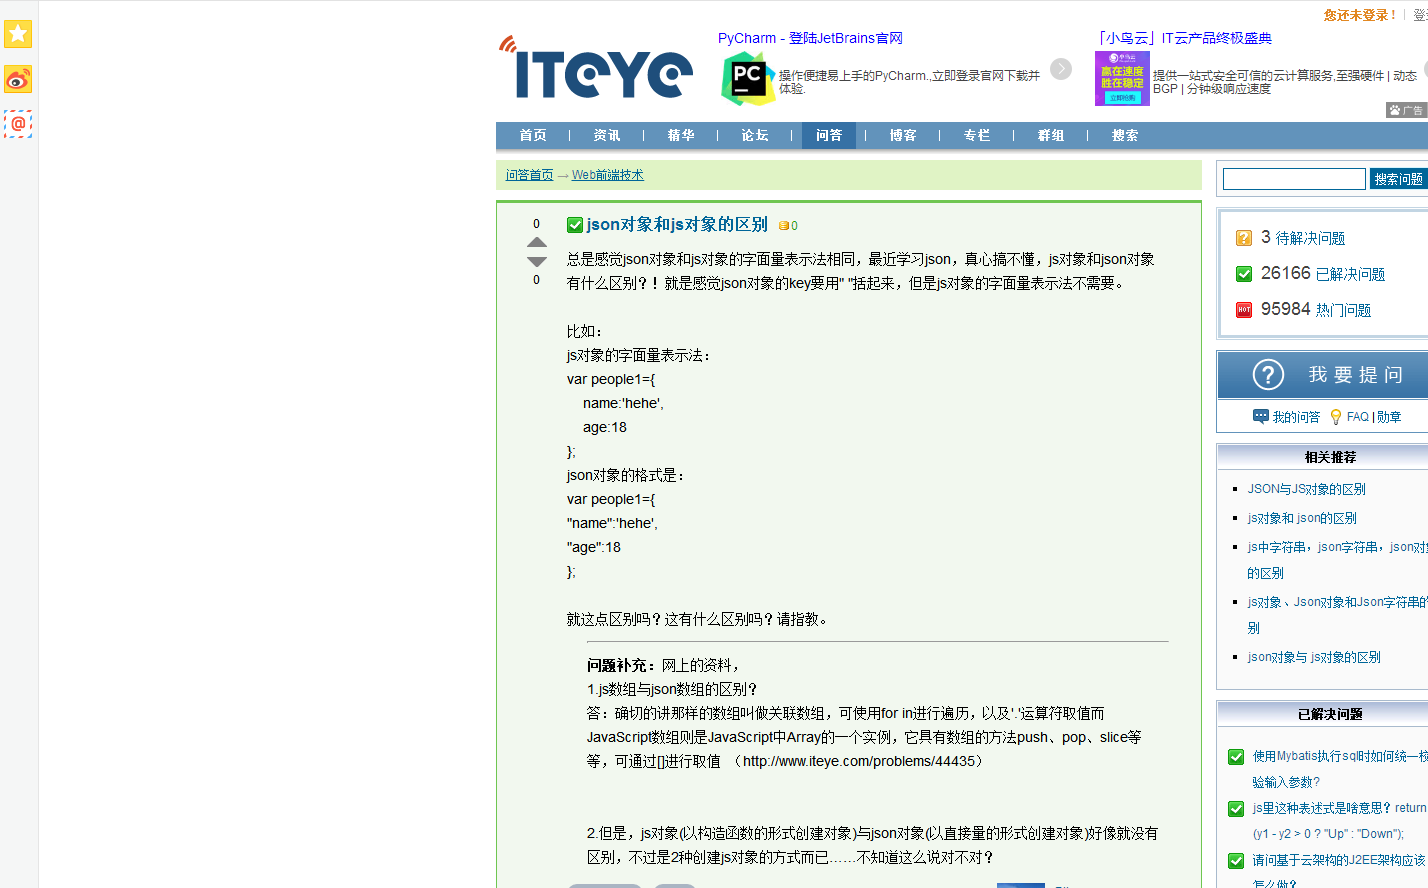 您还未登录！
ITeYe
PyCharm - 登陆JetBrains官网
PC
操作便捷易上手的PyCharm.,立即登录官网下载并
体验.
「小鸟云」IT云产品终极盛典
赢在速度
胜在稳定
提供一站式安全可信的云计算服务,至强硬件 | 动态
BGP | 分钟级响应速度
广告
首页 | 资讯 | 精华 | 论坛 | 问答 | 博客 | 专栏 | 群组 | 搜索
问答首页 → Web前端技术
搜索问题
0
0
json对象和js对象的区别 0
总是感觉json对象和js对象的字面量表示法相同，最近学习json，真心搞不懂，js对象和json对象
有什么区别？！就是感觉json对象的key要用" "括起来，但是js对象的字面量表示法不需要。
比如：
js对象的字面量表示法：
var people1={
name:'hehe',
age:18
};
json对象的格式是：
var people1={
"name":'hehe',
"age":18
};
就这点区别吗？这有什么区别吗？请指教。
问题补充：网上的资料，
1.js数组与json数组的区别？
答：确切的讲那样的数组叫做关联数组，可使用for in进行遍历，以及'.'运算符取值而
JavaScript数组则是JavaScript中Array的一个实例，它具有数组的方法push、pop、slice等
等，可通过[]进行取值 （http://www.iteye.com/problems/44435）
2.但是，js对象(以构造函数的形式创建对象)与json对象(以直接量的形式创建对象)好像就没有
区别，不过是2种创建js对象的方式而已……不知道这么说对不对？
3 待解决问题
26166 已解决问题
HOT 95984 热门问题
我要提问
我的问答 FAQ | 勋章
相关推荐
JSON与JS对象的区别
js对象和 json的区别
js中字符串，json字符串，json对
的区别
js对象、Json对象和Json字符串的
别
json对象与 js对象的区别
已解决问题
使用Mybatis执行sql时如何统一校
验输入参数?
js里这种表述式是啥意思？return
(y1 - y2 > 0 ? "Up" : "Down");
请问基于云架构的J2EE架构应该
怎么做？